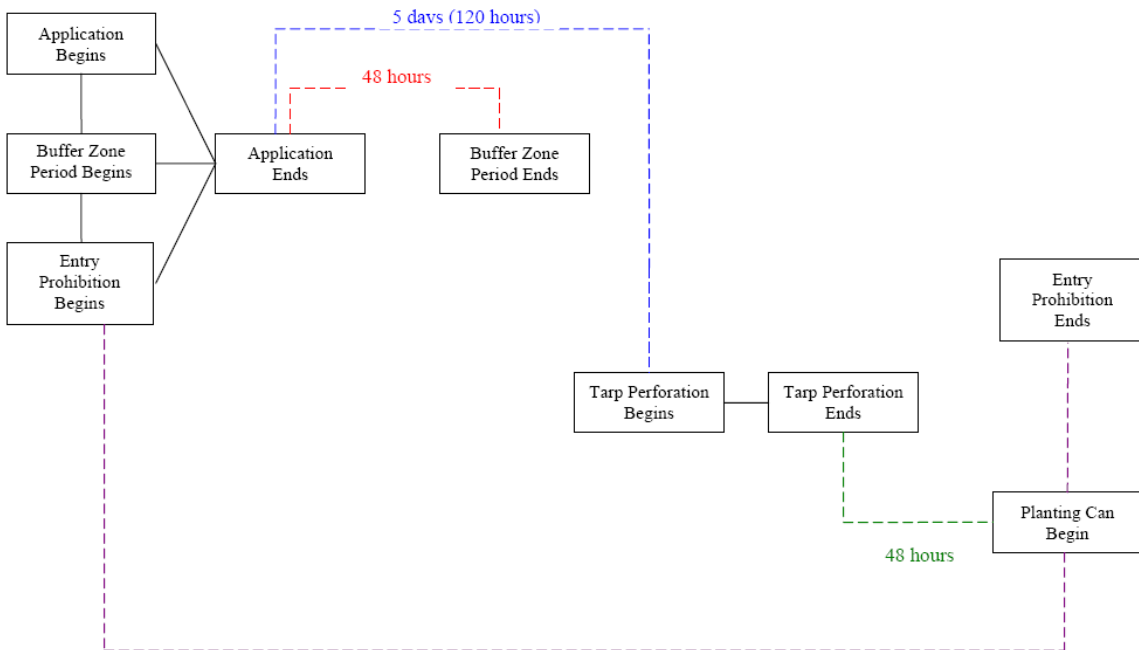 5 days (120 hours)
Application
Begins
48 hours
Buffer Zone
Period Begins
Application
Ends
Buffer Zone
Period Ends
Entry
Prohibition
Begins
Entry
Prohibition
Ends
Tarp Perforation
Begins
Tarp Perforation
Ends
Planting Can
Begin
48 hours